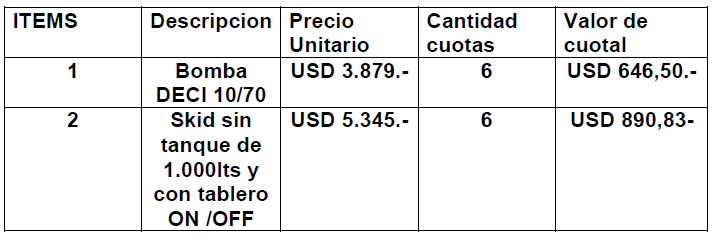 ITEMS Descripcion Precio Unitario Cantidad cuotas Valor de cuotal
1 Bomba DECI 10/70 USD 3.879.- 6 USD 646,50.-
2 Skid sin tanque de 1.000lts y con tablero ON /OFF USD 5.345.- 6 USD 890,83-